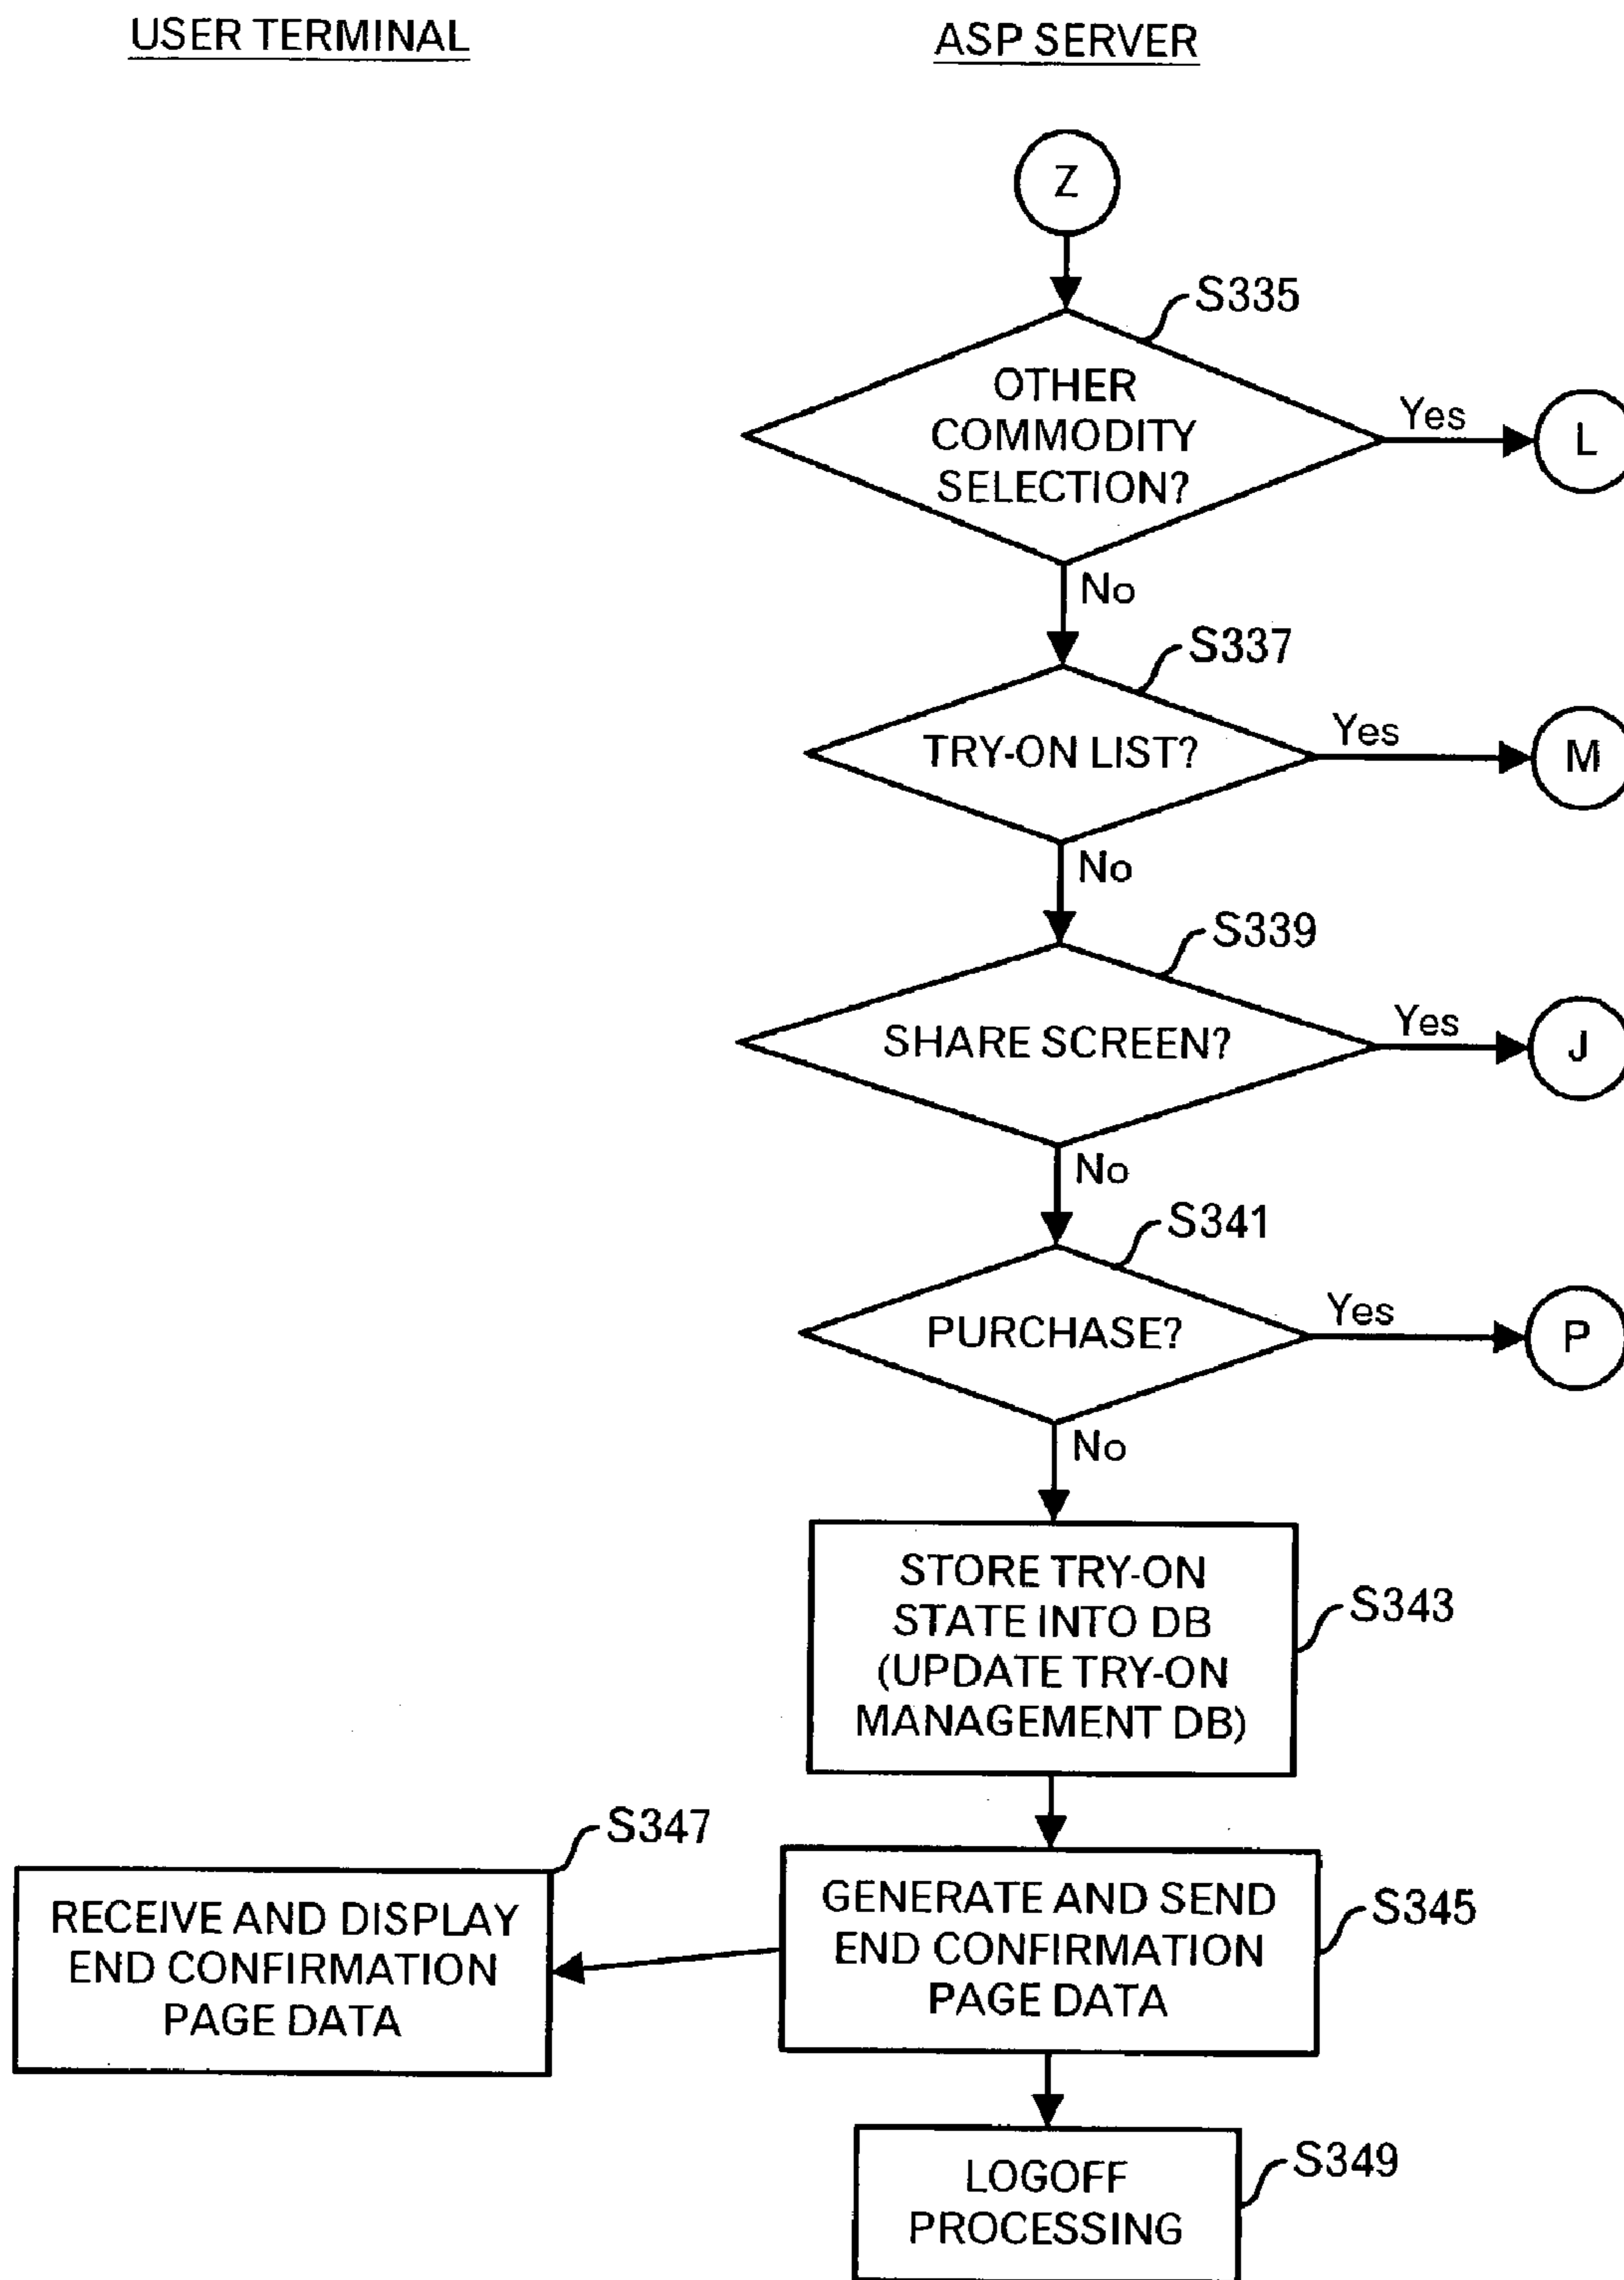 USER TERMINAL
ASP SERVER
Z
S335
OTHER
COMMODITY
SELECTION?
Yes
L
No
S337
TRY-ON LIST?
Yes
M
No
S339
SHARE SCREEN?
Yes
J
No
S341
PURCHASE?
Yes
P
No
STORE TRY-ON
STATE INTO DB
(UPDATE TRY-ON
MANAGEMENT DB)
S343
S347
RECEIVE AND DISPLAY
END CONFIRMATION
PAGE DATA
GENERATE AND SEND
END CONFIRMATION
PAGE DATA
S345
LOGOFF
PROCESSING
S349